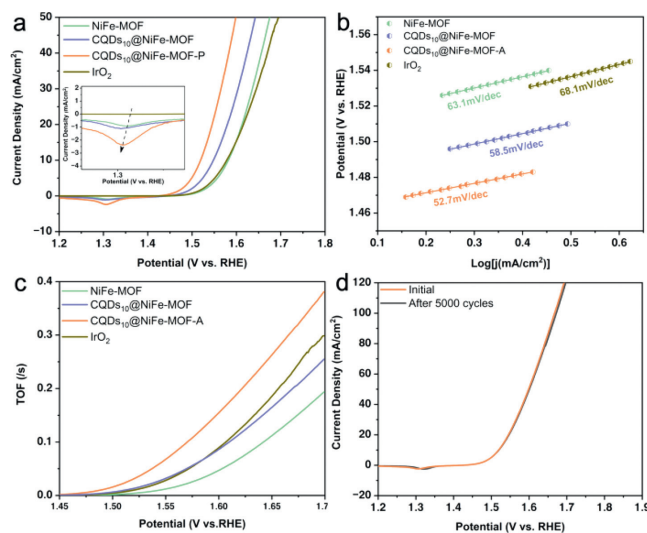 a
NiFe-MOF
CQDs10@NiFe-MOF
CQDs10@NiFe-MOF-P
IrO2
Current Density (mA/cm2)
50
40
30
20
10
0
−10
Current Density (mA/cm2)
2
1
0
−1
−2
−3
−4
1.3
Potential (V vs. RHE)
1.2 1.3 1.4 1.5 1.6 1.7 1.8
Potential (V vs. RHE)
b
NiFe-MOF
CQDs10@NiFe-MOF
CQDs10@NiFe-MOF-A
IrO2
Potential (V vs. RHE)
1.56
1.54
1.52
1.50
1.48
1.46
63.1mV/dec
68.1mV/dec
58.5mV/dec
52.7mV/dec
0.1 0.2 0.3 0.4 0.5 0.6 0.7
Log[j(mA/cm2)]
c
NiFe-MOF
CQDs10@NiFe-MOF
CQDs10@NiFe-MOF-A
IrO2
TOF (/s)
0.4
0.3
0.2
0.1
0.0
1.45 1.50 1.55 1.60 1.65 1.7
Potential (V vs.RHE)
d
Initial
After 5000 cycles
Current Density (mA/cm2)
120
100
80
60
40
20
0
−20
1.2 1.3 1.4 1.5 1.6 1.7 1.8 1.9
Potential (V vs. RHE)